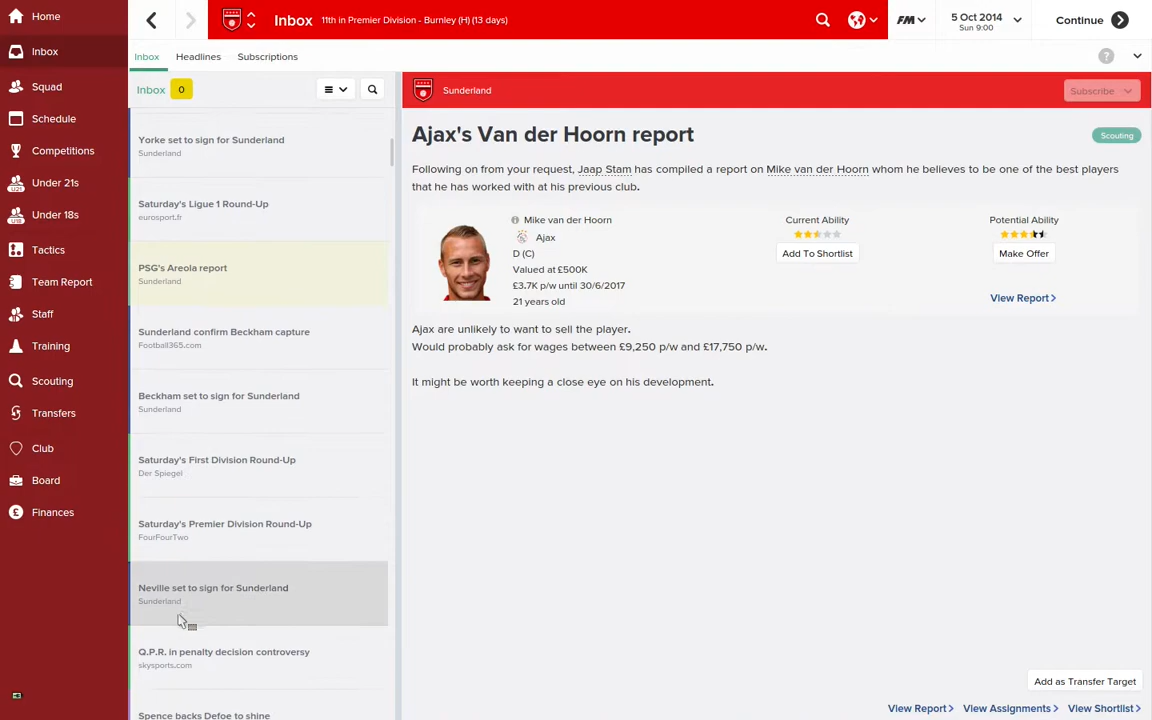 Home
Inbox
11th in Premier Division - Burnley (H) (13 days)
FM
5 Oct 2014
Sun 9:00
Continue
Inbox
Squad
Schedule
Competitions
Under 21s
Under 18s
Tactics
Team Report
Staff
Training
Scouting
Transfers
Club
Board
Finances
Inbox
Headlines
Subscriptions
?
Inbox
0
Yorke set to sign for Sunderland
Sunderland
Saturday's Ligue 1 Round-Up
eurosport.fr
PSG's Areola report
Sunderland
Sunderland confirm Beckham capture
Football365.com
Beckham set to sign for Sunderland
Sunderland
Saturday's First Division Round-Up
Der Spiegel
Saturday's Premier Division Round-Up
FourFourTwo
Neville set to sign for Sunderland
Sunderland
Q.P.R. in penalty decision controversy
skysports.com
Spence backs Defoe to shine
Sunderland
Subscribe
Ajax's Van der Hoorn report
Scouting
Following on from your request, Jaap Stam has compiled a report on Mike van der Hoorn whom he believes to be one of the best players
that he has worked with at his previous club.
Mike van der Hoorn
Ajax
D (C)
Valued at £500K
£3.7K p/w until 30/6/2017
21 years old
Current Ability
Add To Shortlist
Potential Ability
Make Offer
View Report
Ajax are unlikely to want to sell the player.
Would probably ask for wages between £9,250 p/w and £17,750 p/w.
It might be worth keeping a close eye on his development.
Add as Transfer Target
View Report
View Assignments
View Shortlist